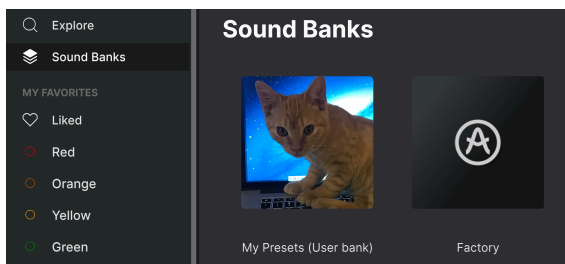 Explore
Sound Banks
MY FAVORITES
Liked
Red
Orange
Yellow
Green
Sound Banks
My Presets (User bank)
Factory